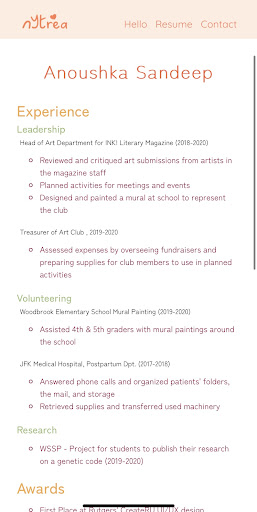 nytrea
Hello Resume Contact
Anoushka Sandeep
Experience
Leadership
Head of Art Department for INK! Literary Magazine (2018-2020)
Reviewed and critiqued art submissions from artists in
the magazine staff
Planned activities for meetings and events
Designed and painted a mural at school to represent
the club
Treasurer of Art Club , 2019-2020
Assessed expenses by overseeing fundraisers and
preparing supplies for club members to use in planned
activities
Volunteering
Woodbrook Elementary School Mural Painting (2019-2020)
Assisted 4th & 5th graders with mural paintings around
the school
JFK Medical Hospital, Postpartum Dpt. (2017-2018)
Answered phone calls and organized patients' folders,
the mail, and storage
Retrieved supplies and transferred used machinery
Research
WSSP - Project for students to publish their research
on a genetic code (2019-2020)
Awards
First Place at Rutgers' CreateRU UI/UX design